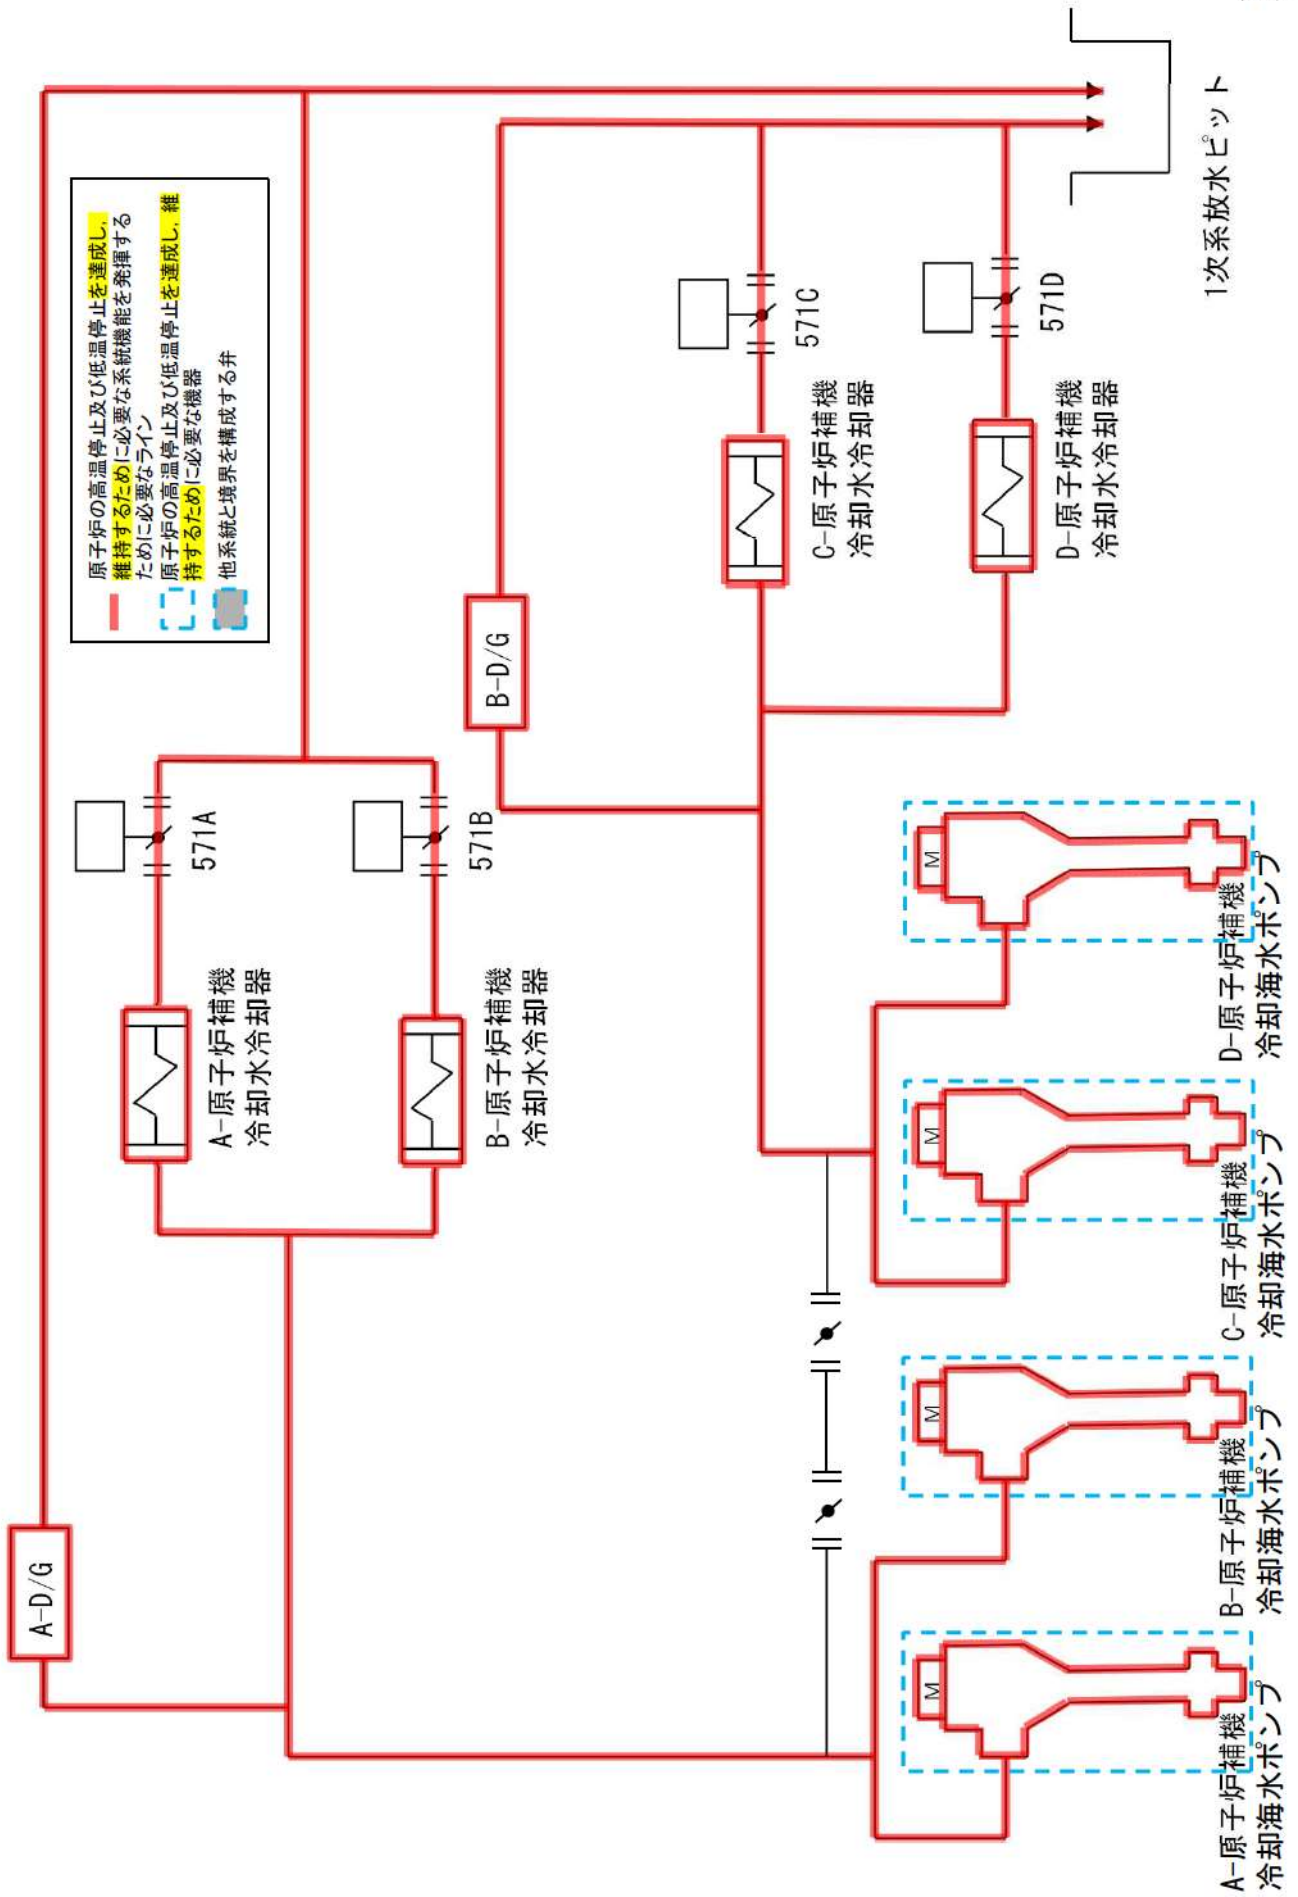 原子炉の高温停止及び低温停止を達成し,
維持するために必要な系統機能を発揮する
ために必要なライン
原子炉の高温停止及び低温停止を達成し, 維
持するために必要な機器
他系統と境界を構成する弁
A-D/G
571A
A-原子炉補機
冷却水冷却器
571B
B-原子炉補機
冷却水冷却器
B-D/G
571C
C-原子炉補機
冷却水冷却器
571D
D-原子炉補機
冷却水冷却器
M
M
M
M
A-原子炉補機
冷却海水ポンプ
B-原子炉補機
冷却海水ポンプ
C-原子炉補機
冷却海水ポンプ
D-原子炉補機
冷却海水ポンプ
1次系放水ピット